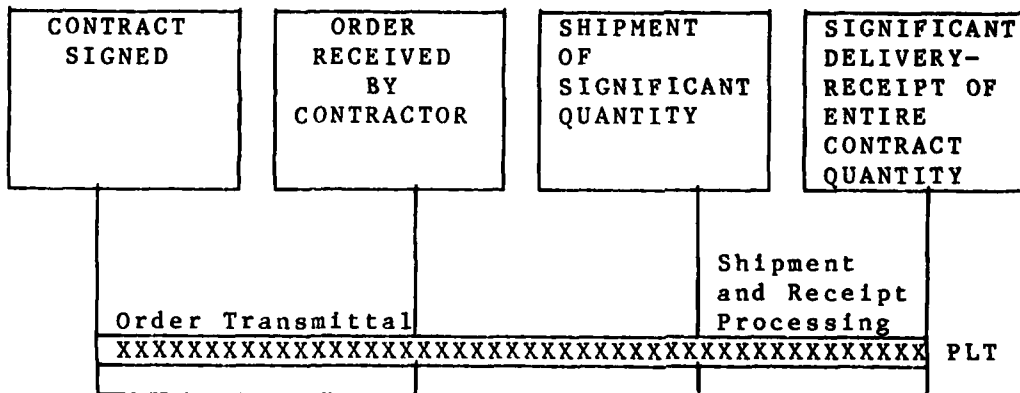 CONTRACT
SIGNED
ORDER
RECEIVED
BY
CONTRACTOR
SHIPMENT
OF
SIGNIFICANT
QUANTITY
SIGNIFICANT
DELIVERY-
RECEIPT OF
ENTIRE
CONTRACT
QUANTITY
Shipment
and Receipt
Processing
Order Transmittal
XXXXXXXXXXXXXXXXXXXXXXXXXXXXXXXXXXXXXXXXXXXXXX PLT